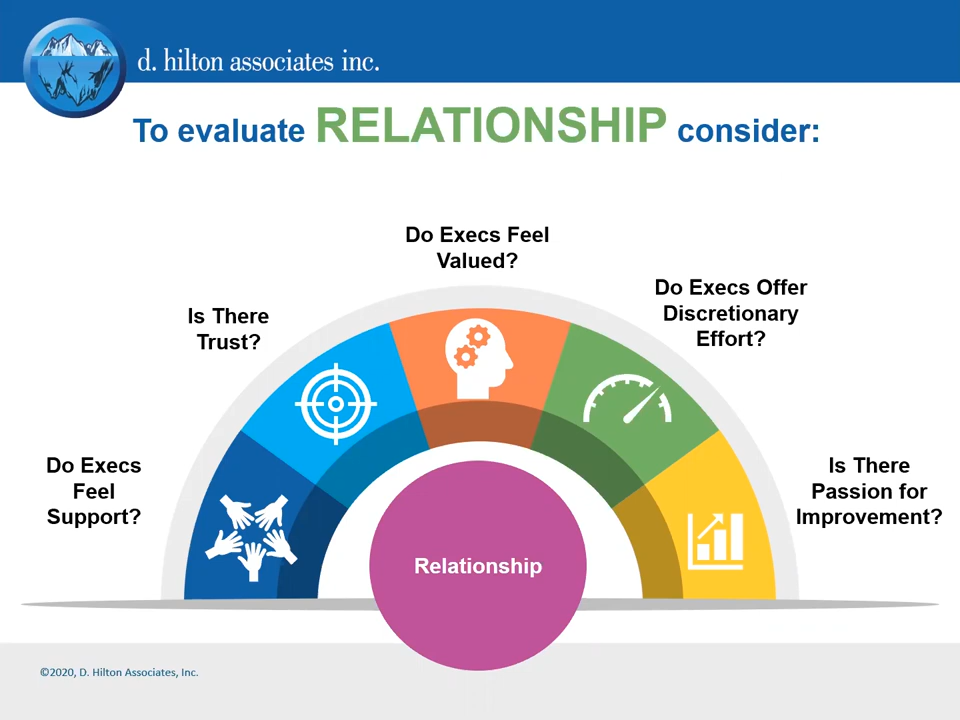 d. hilton associates inc.
To evaluate RELATIONSHIP consider:
Do Execs Feel
Valued?
Do Execs Offer
Discretionary
Effort?
Is There
Trust?
Do Execs
Feel
Support?
Is There
Passion for
Improvement?
Relationship
©2020, D. Hilton Associates, Inc.